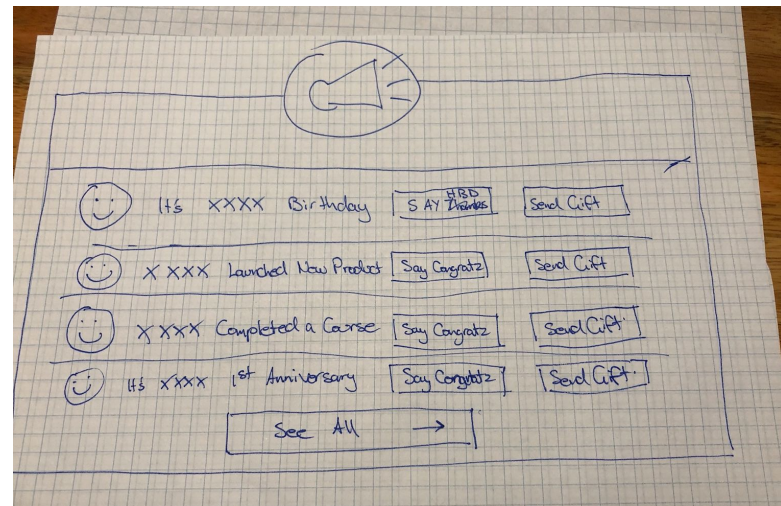 It's XXXX Birthday SAY HBD Send Gift
XXXX Launched New Product Say Congratz Send Gift
XXXX Completed a Course Say Congratz Send Gift.
It's XXXX 1st Anniversary Say Congratz Send Gift.
See All →